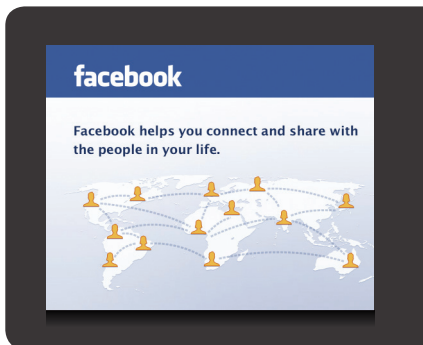 facebook
Facebook helps you connect and share with
the people in your life.